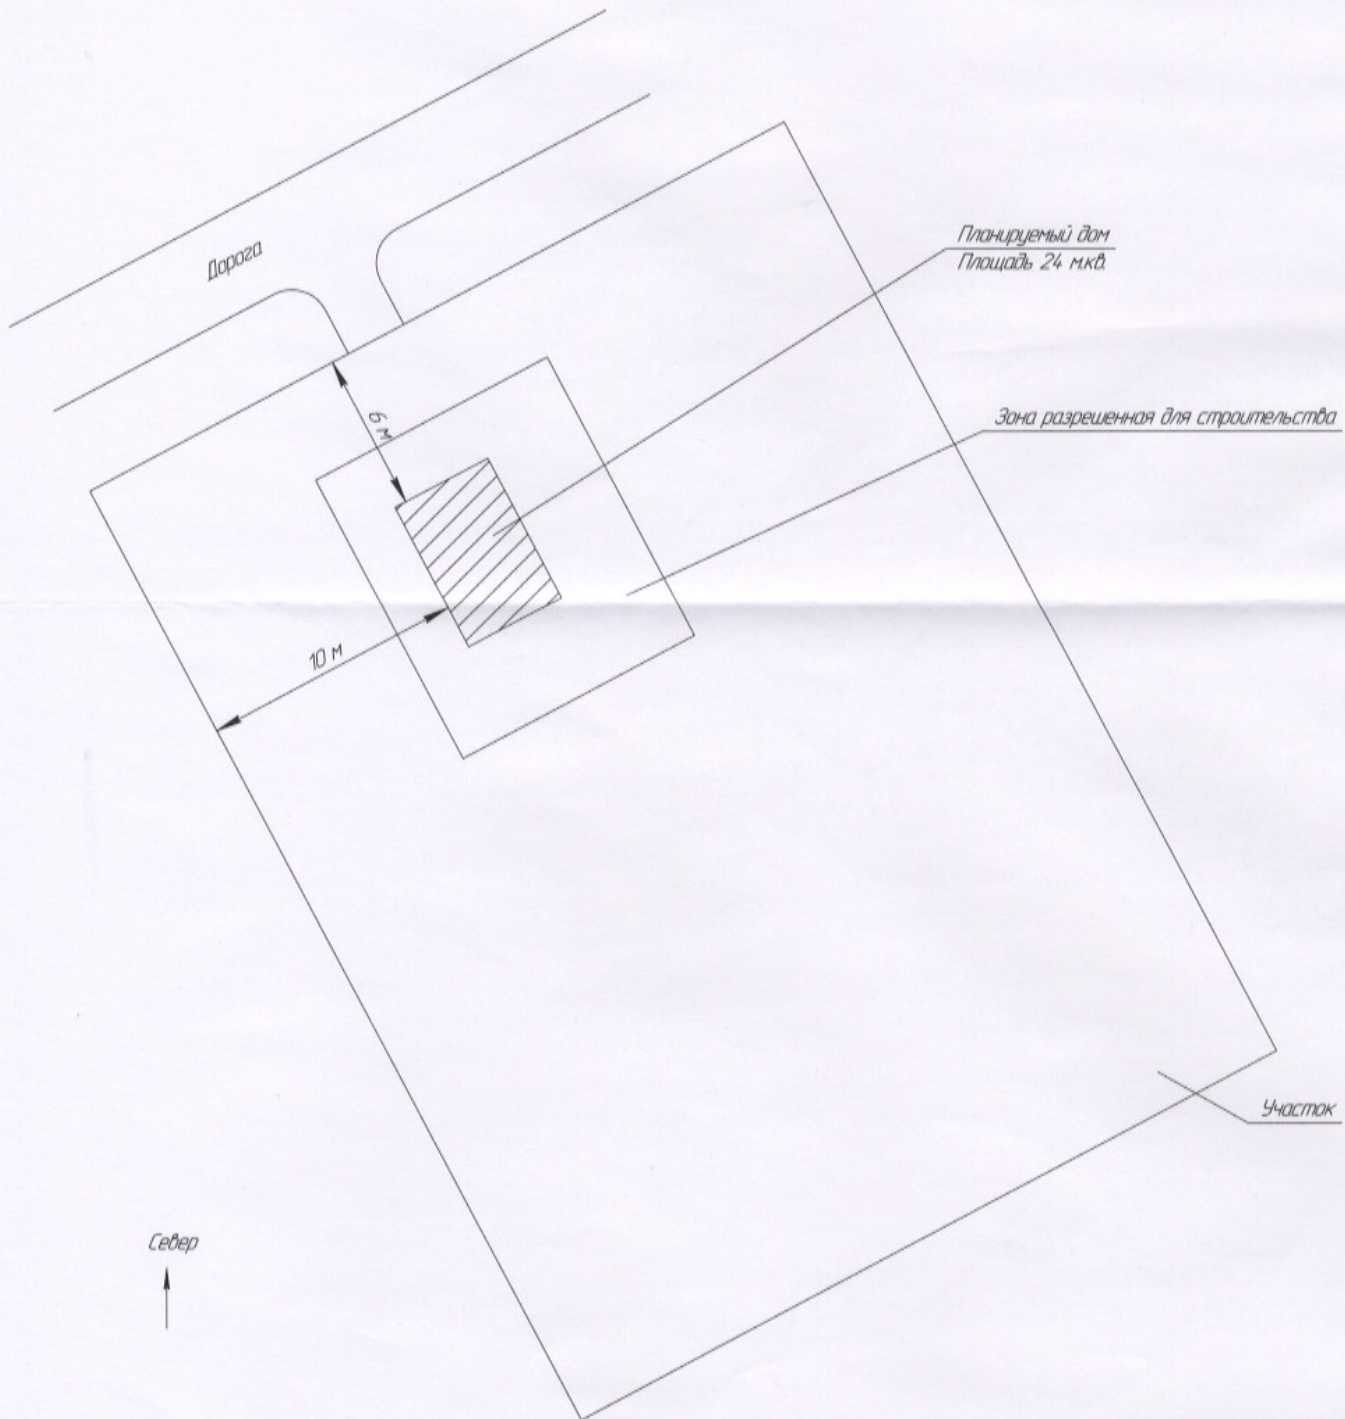 Дорога
Планируемый дом
Площадь 24 м.кв.
6 м
Зона разрешенная для строительства
10 м
Участок
Север